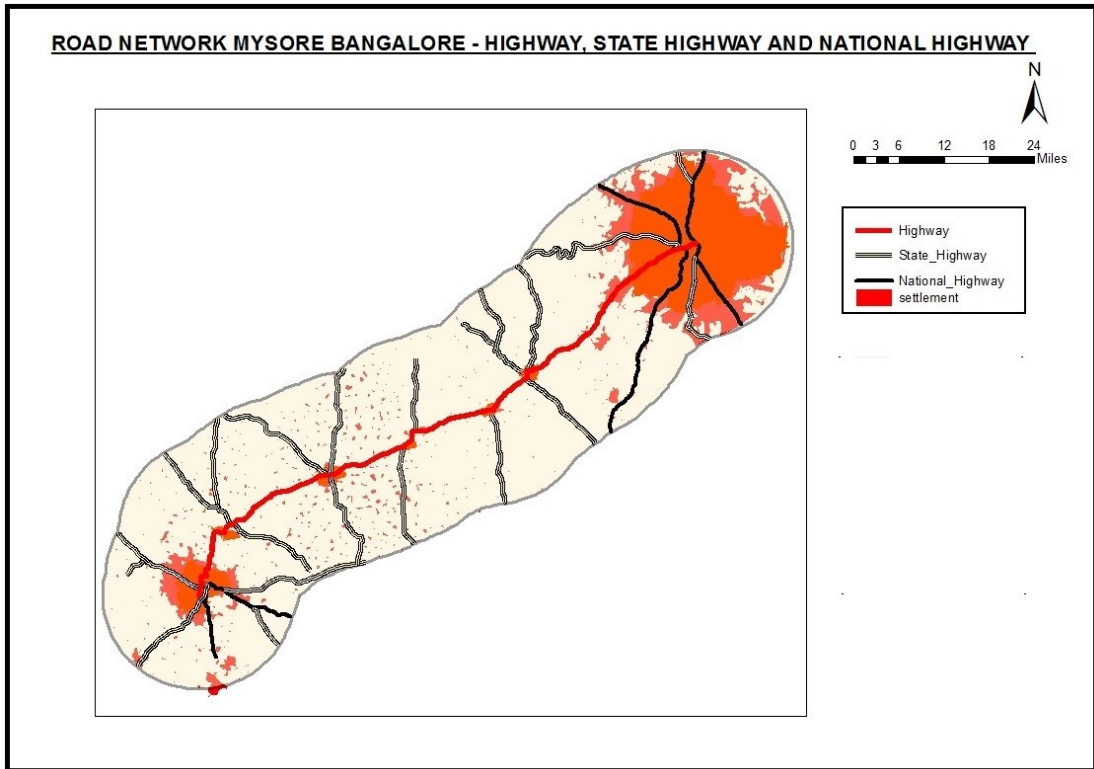 ROAD NETWORK MYSORE BANGALORE - HIGHWAY, STATE HIGHWAY AND NATIONAL HIGHWAY
N
0 3 6 12 18 24
Miles
Highway
State_Highway
National_Highway
settlement